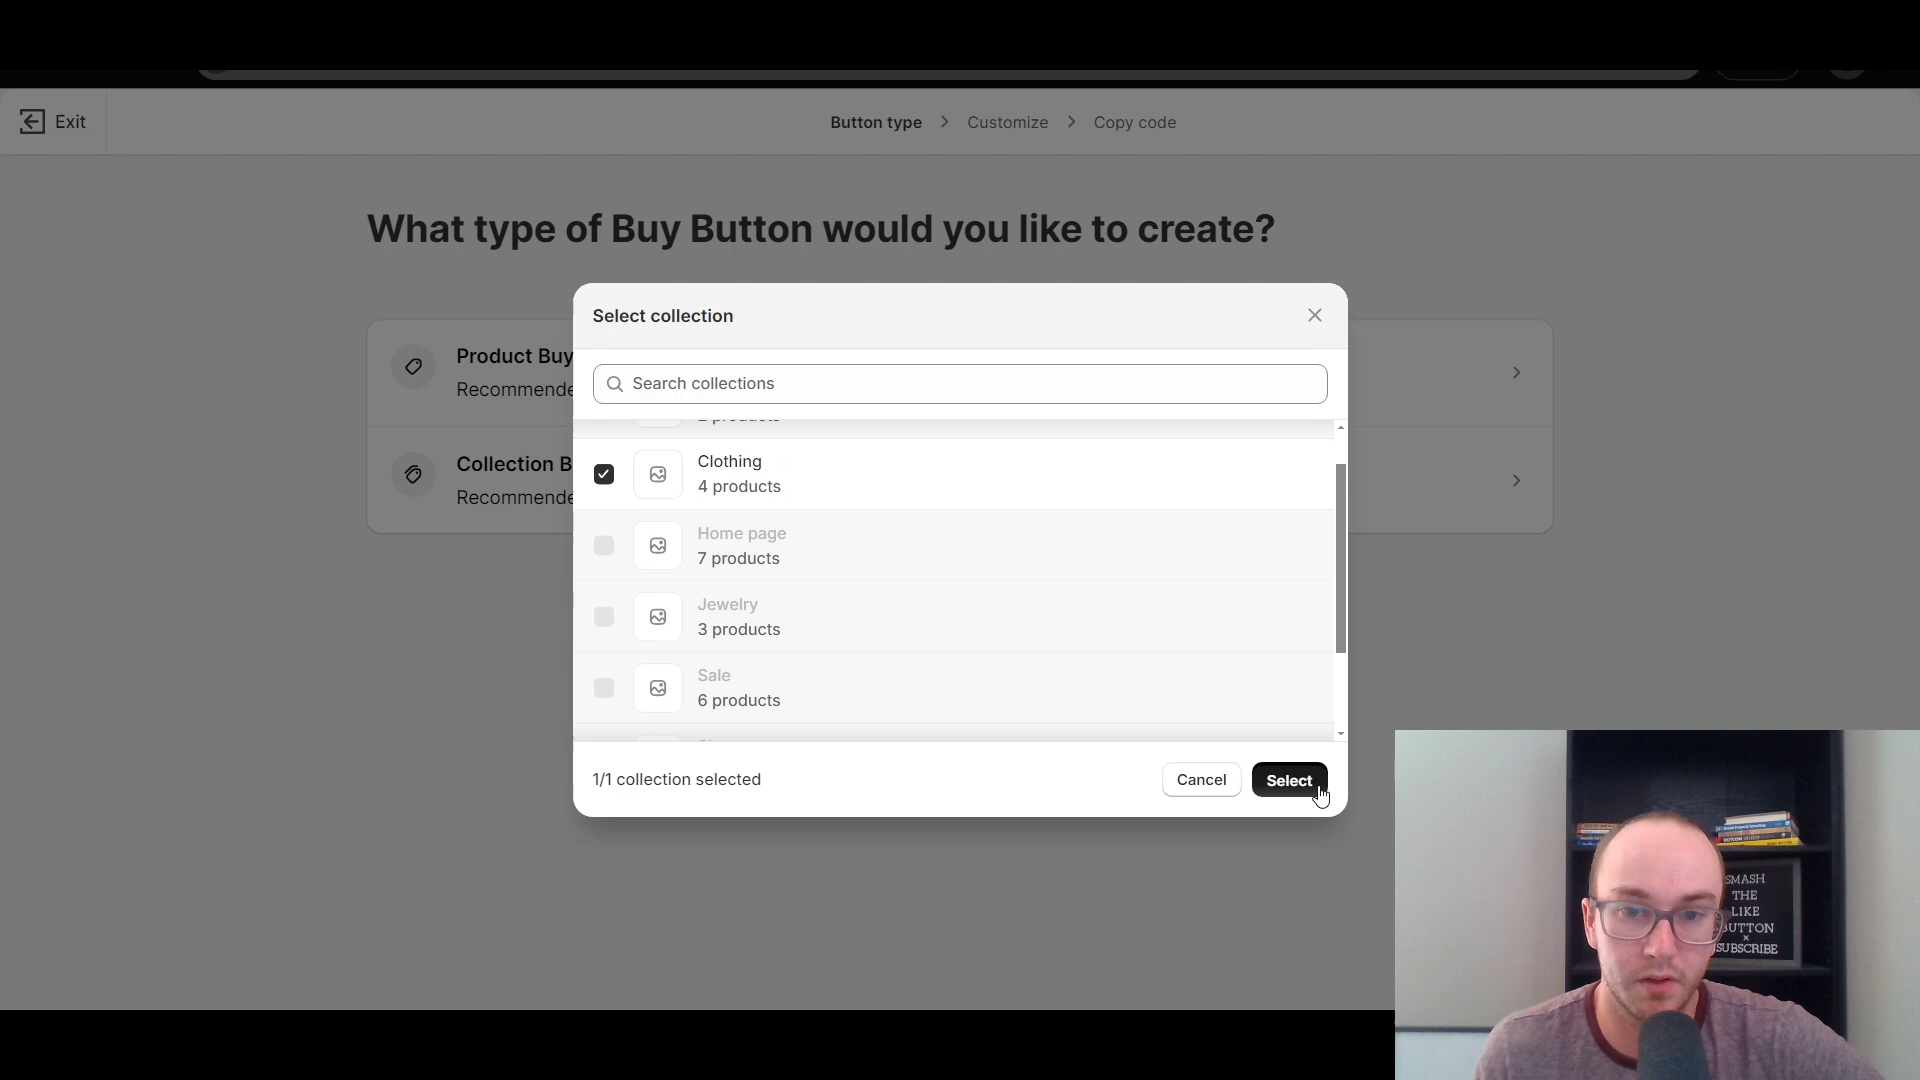 Exit
Button type > Customize > Copy code
What type of Buy Button would you like to create?
Product Buy
Recommende
Collection B
Recommende
Select collection
Search collections
2 products
Clothing
4 products
Home page
7 products
Jewelry
3 products
Sale
6 products
1/1 collection selected
Cancel
Select
SMASH
THE
LIKE
BUTTON
×
SUBSCRIBE